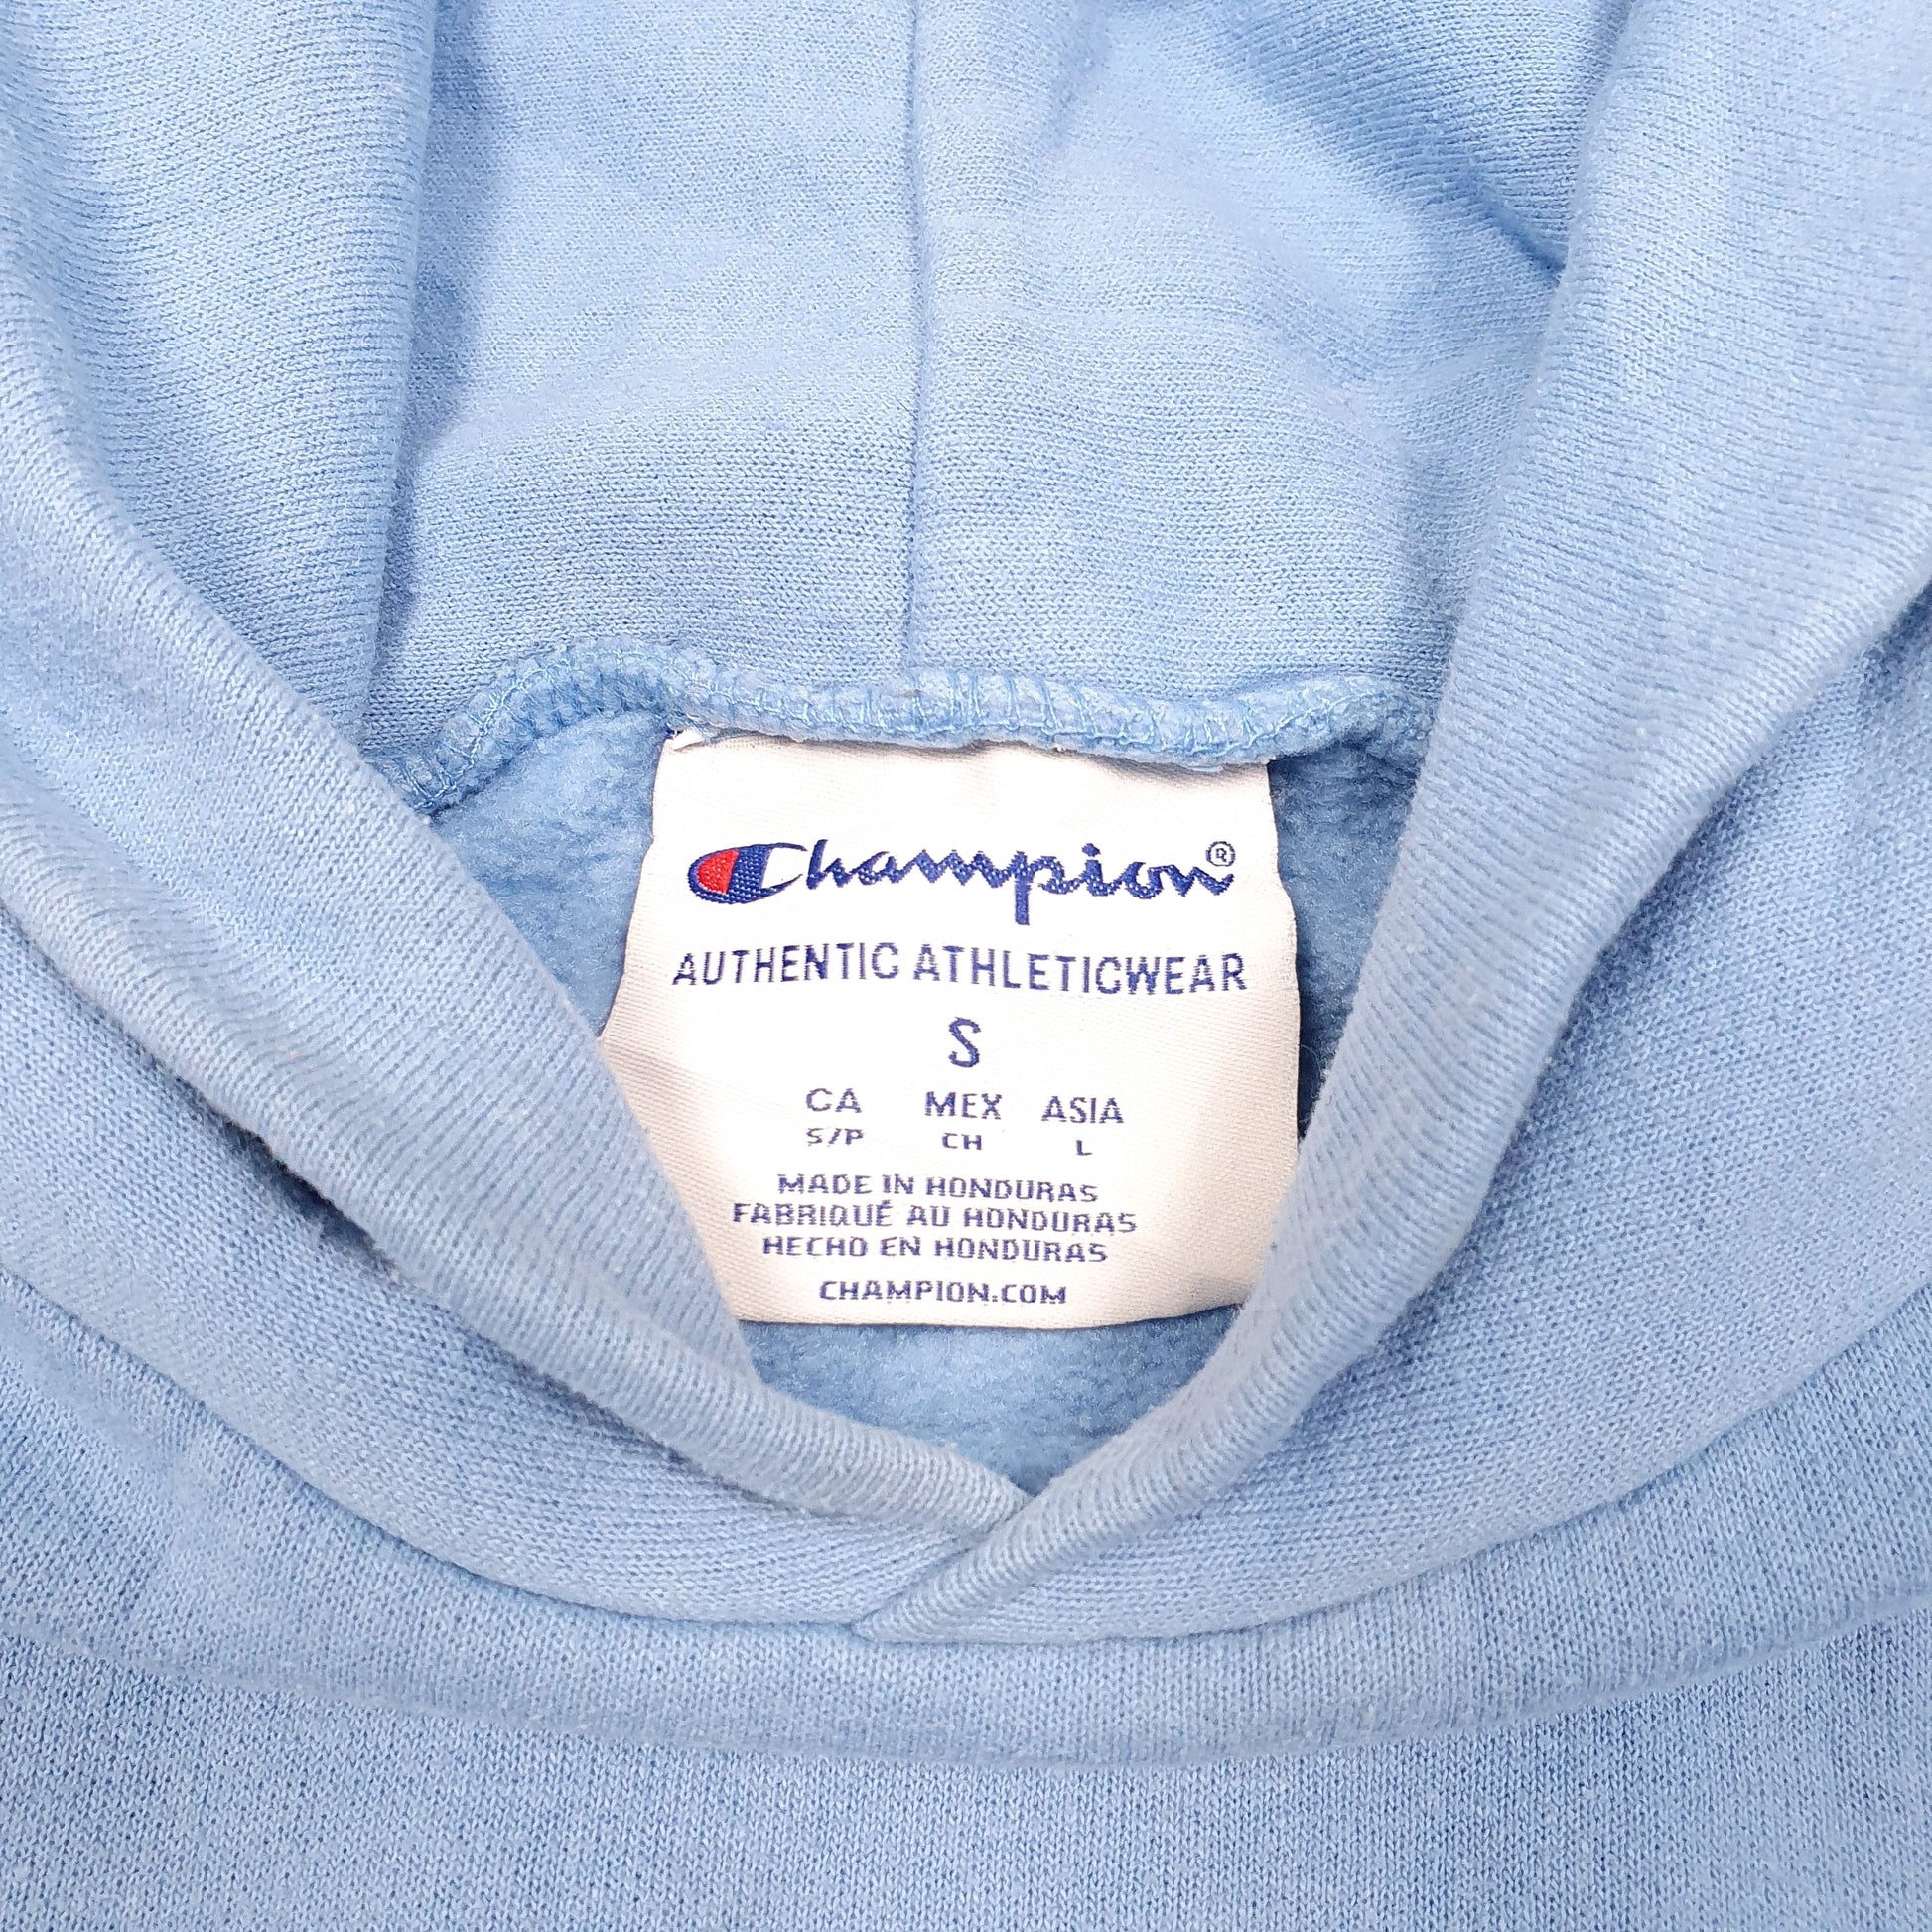 Champion®
AUTHENTIC ATHLETICWEAR
S
CA MEX ASIA
S/P CH L
MADE IN HONDURAS
FABRIQUÉ AU HONDURAS
HECHO EN HONDURAS
CHAMPION.COM